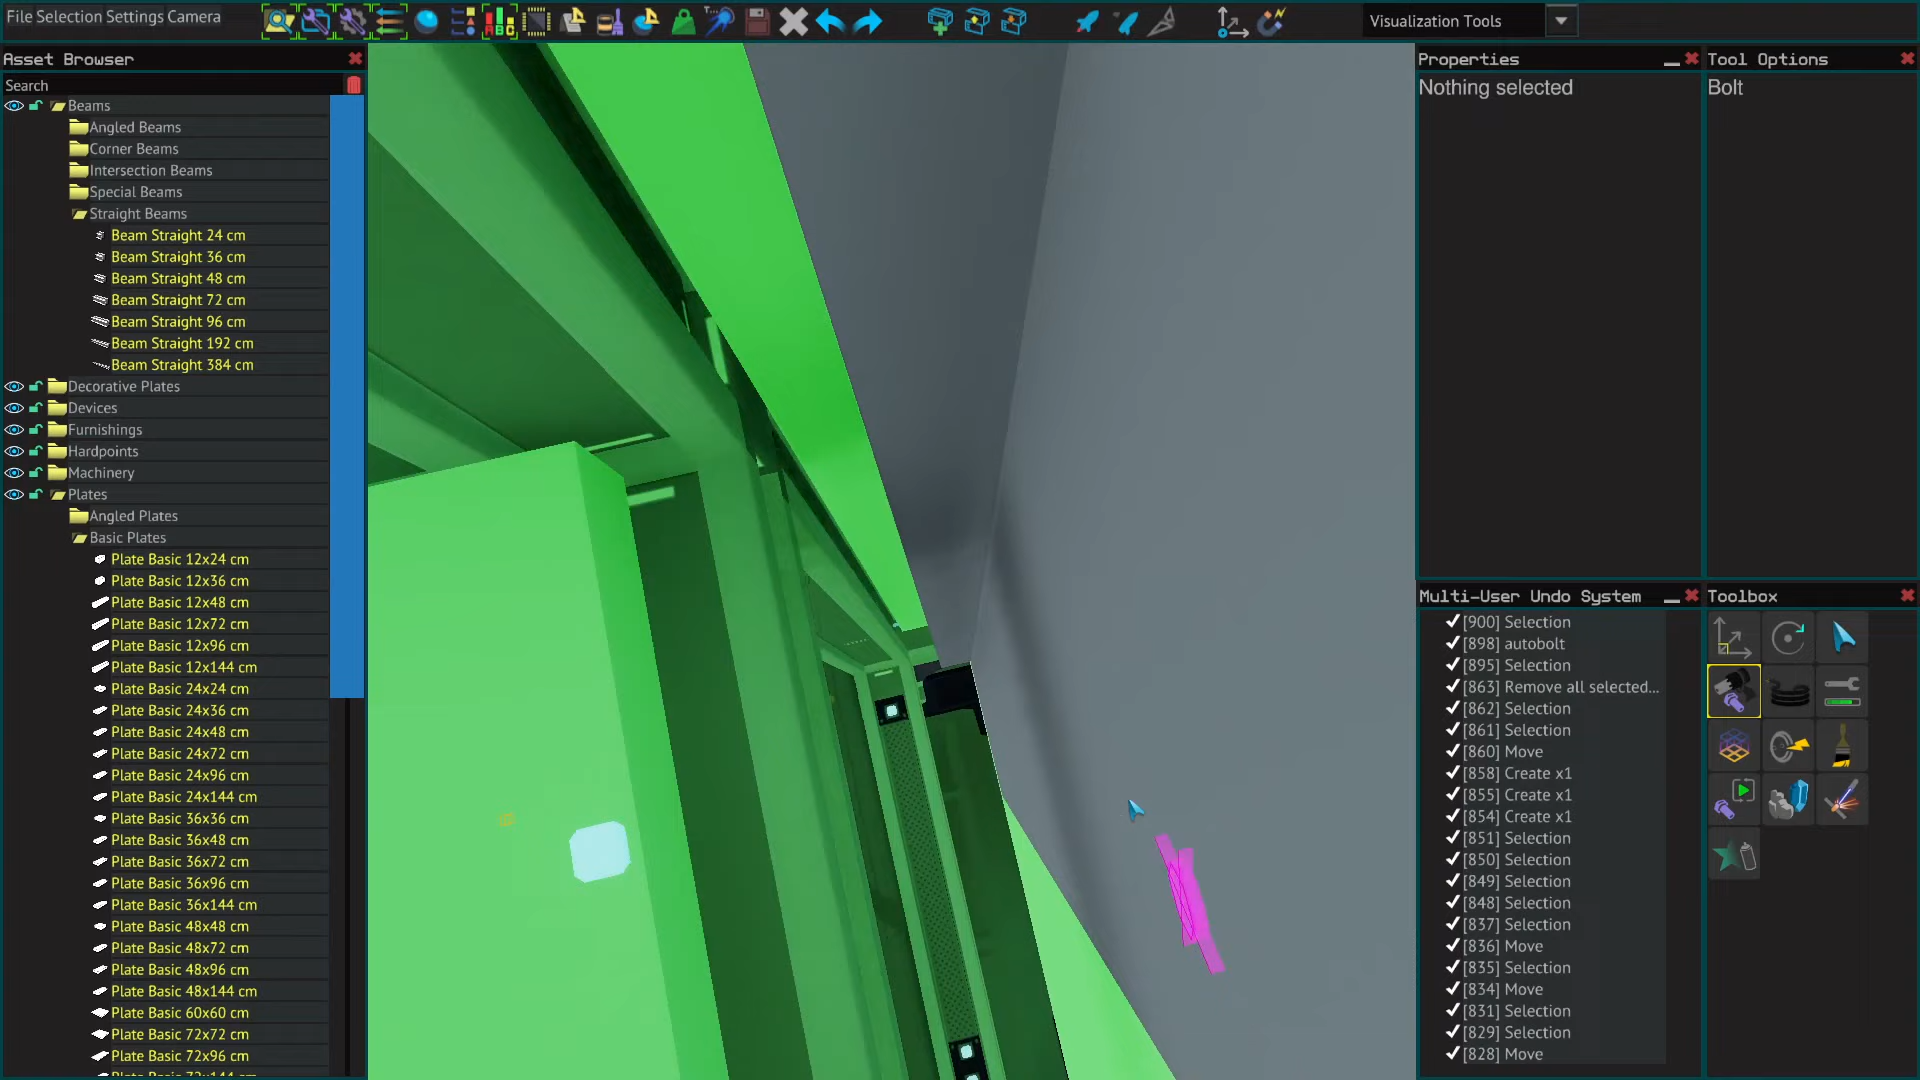 File Selection Settings Camera
ABC
Visualization Tools
Asset Browser
Search
Beams
Angled Beams
Corner Beams
Intersection Beams
Special Beams
Straight Beams
Beam Straight 24 cm
Beam Straight 36 cm
Beam Straight 48 cm
Beam Straight 72 cm
Beam Straight 96 cm
Beam Straight 192 cm
Beam Straight 384 cm
Decorative Plates
Devices
Furnishings
Hardpoints
Machinery
Plates
Angled Plates
Basic Plates
Plate Basic 12x24 cm
Plate Basic 12x36 cm
Plate Basic 12x48 cm
Plate Basic 12x72 cm
Plate Basic 12x96 cm
Plate Basic 12x144 cm
Plate Basic 24x24 cm
Plate Basic 24x36 cm
Plate Basic 24x48 cm
Plate Basic 24x72 cm
Plate Basic 24x96 cm
Plate Basic 24x144 cm
Plate Basic 36x36 cm
Plate Basic 36x48 cm
Plate Basic 36x72 cm
Plate Basic 36x96 cm
Plate Basic 36x144 cm
Plate Basic 48x48 cm
Plate Basic 48x72 cm
Plate Basic 48x96 cm
Plate Basic 48x144 cm
Plate Basic 60x60 cm
Plate Basic 72x72 cm
Plate Basic 72x96 cm
Plate Basic 72x144 cm
Properties
Nothing selected
Tool Options
Bolt
Multi-User Undo System
[900] Selection
[898] autobolt
[895] Selection
[863] Remove all selected...
[862] Selection
[861] Selection
[860] Move
[858] Create x1
[855] Create x1
[854] Create x1
[851] Selection
[850] Selection
[849] Selection
[848] Selection
[837] Selection
[836] Move
[835] Selection
[834] Move
[831] Selection
[829] Selection
[828] Move
Toolbox